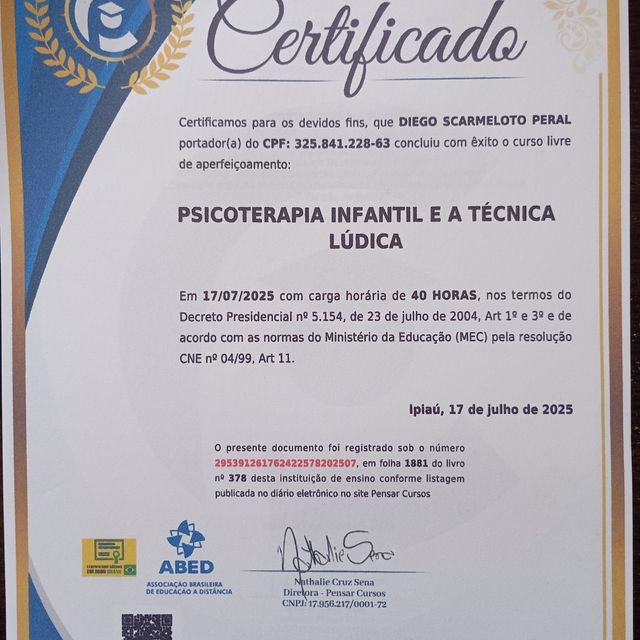 Certificado
Certificamos para os devidos fins, que DIEGO SCARMELOTO PERAL
portador(a) do CPF: 325.841.228-63 concluiu com êxito o curso livre
de aperfeiçoamento:
PSICOTERAPIA INFANTIL E A TÉCNICA
LÚDICA
Em 17/07/2025 com carga horária de 40 HORAS, nos termos do
Decreto Presidencial nº 5.154, de 23 de julho de 2004, Art 1º e 3º e de
acordo com as normas do Ministério da Educação (MEC) pela resolução
CNE nº 04/99, Art 11.
Ipiaú, 17 de julho de 2025
O presente documento foi registrado sob o número
295391261762422578202507, em folha 1881 do livro
nº 378 desta instituição de ensino conforme listagem
publicada no diário eletrônico no site Pensar Cursos
ABED
ASSOCIAÇÃO BRASILEIRA
DE EDUCAÇÃO A DISTÂNCIA
Nathalie Sena
Nathalie Cruz Sena
Diretora - Pensar Cursos
CNPJ: 17.956.217/0001-72